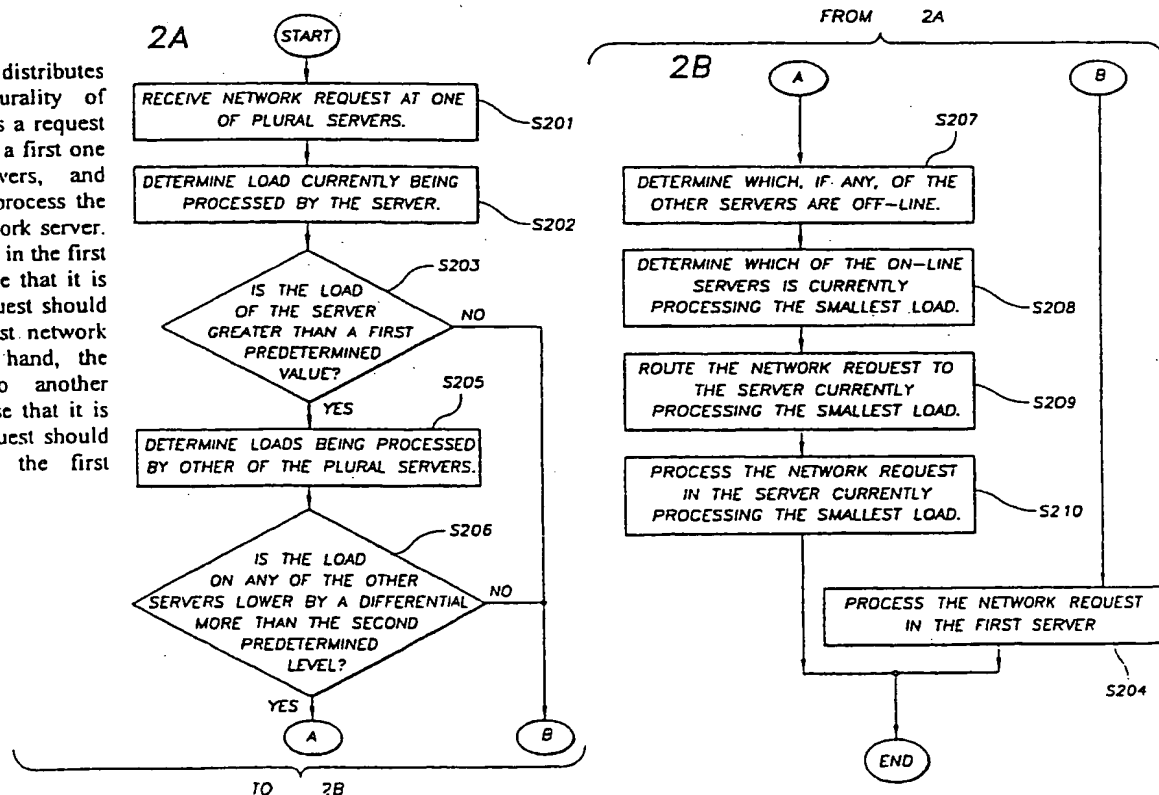 distributes
urality of
s a request
a first one
vers, and
process the
work server.
in the first
e that it is
quest should
st network
hand, the
o another
se that it is
quest should
the first
2A
START
RECEIVE NETWORK REQUEST AT ONE
OF PLURAL SERVERS.
S201
DETERMINE LOAD CURRENTLY BEING
PROCESSED BY THE SERVER.
S202
S203
IS THE LOAD
OF THE SERVER
GREATER THAN A FIRST
PREDETERMINED
VALUE?
NO
YES
S205
DETERMINE LOADS BEING PROCESSED
BY OTHER OF THE PLURAL SERVERS.
S206
IS THE LOAD
ON ANY OF THE OTHER
SERVERS LOWER BY A DIFFERENTIAL
MORE THAN THE SECOND
PREDETERMINED
LEVEL?
NO
YES
A
B
TO 2B
FROM 2A
2B
A
B
S207
DETERMINE WHICH, IF ANY, OF THE
OTHER SERVERS ARE OFF-LINE.
DETERMINE WHICH OF THE ON-LINE
SERVERS IS CURRENTLY
PROCESSING THE SMALLEST LOAD.
S208
ROUTE THE NETWORK REQUEST TO
THE SERVER CURRENTLY
PROCESSING THE SMALLEST LOAD.
S209
PROCESS THE NETWORK REQUEST
IN THE SERVER CURRENTLY
PROCESSING THE SMALLEST LOAD.
S210
PROCESS THE NETWORK REQUEST
IN THE FIRST SERVER
S204
END